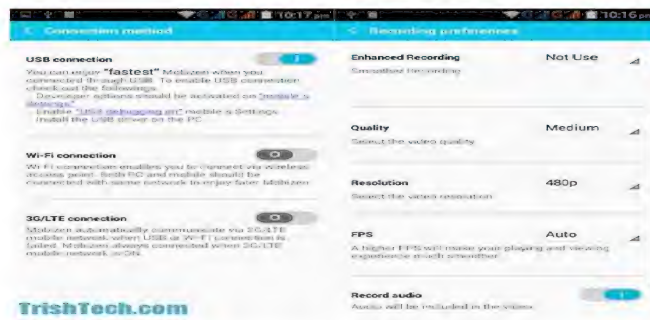 10:17 pm
Connection method
USB connection
You can enjoy "fastest" Mobizen when you
connected through USB. To enable USB connection
check out the followings.
- Developer options should be activated on "mobile's
settings"
- Enable "USB debugging on" mobile's Settings
- Install the USB driver on the PC
Wi-Fi connection
Wi-Fi connection enables you to connect via wireless
access point. Both PC and mobile should be
connected with same network to enjoy faster Mobizen
3G/LTE connection
Mobizen automatically communicate via 3G/LTE
mobile network when USB or Wi-Fi connection is
failed. Mobizen always connected when 3G/LTE
mobile network is ON.
TrishTech.com
10:16 pm
Recording preferences
Enhanced Recording Not Use
Smoother Recording
Quality Medium
Select the video quality
Resolution 480p
Select the video resolution
FPS Auto
A higher FPS will make your playing and viewing
experience much smoother
Record audio
Audio will be included in the video